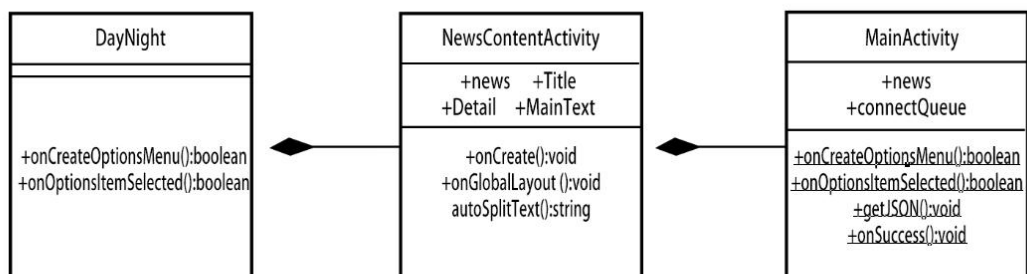 DayNight
+onCreateOptionsMenu():boolean
+onOptionsItemSelected():boolean
NewsContentActivity
+news +Title
+Detail +MainText
+onCreate():void
+onGlobalLayout ():void
autoSplitText():string
MainActivity
+news
+connectQueue
+onCreateOptionsMenu():boolean
+onOptionsItemSelected():boolean
+getJSON():void
+onSuccess():void